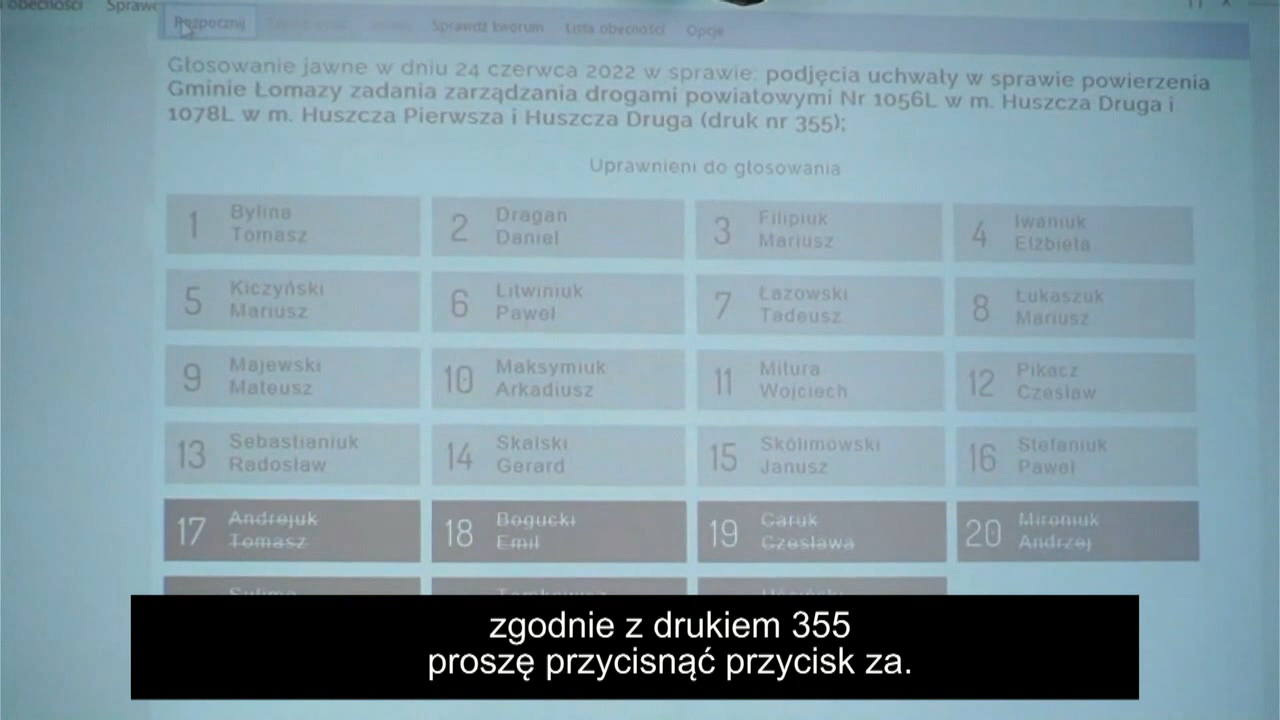 obecności Sprawd
Rozpocznij Sprawdź kworum Lista obecności Opcje
Głosowanie jawne w dniu 24 czerwca 2022 w sprawie: podjęcia uchwały w sprawie powierzenia
Gminie Łomazy zadania zarządzania drogami powiatowymi Nr 1056L w m. Huszcza Druga i
1078L w m. Huszcza Pierwsza i Huszcza Druga (druk nr 355);
Uprawnieni do głosowania
1 Bylina Tomasz
2 Dragan Daniel
3 Filipiuk Mariusz
4 Iwaniuk Elżbieta
5 Kiczyński Mariusz
6 Litwiniuk Paweł
7 Łazowski Tadeusz
8 Łukaszuk Mariusz
9 Majewski Mateusz
10 Maksymiuk Arkadiusz
11 Mitura Wojciech
12 Pikacz Czesław
13 Sebastianiuk Radosław
14 Skalski Gerard
15 Skólimowski Janusz
16 Stefaniuk Paweł
17 Andrejuk Tomasz
18 Bogucki Emil
19 Caruk Czesława
20 Mironiuk Andrzej
zgodnie z drukiem 355
proszę przycisnąć przycisk za.